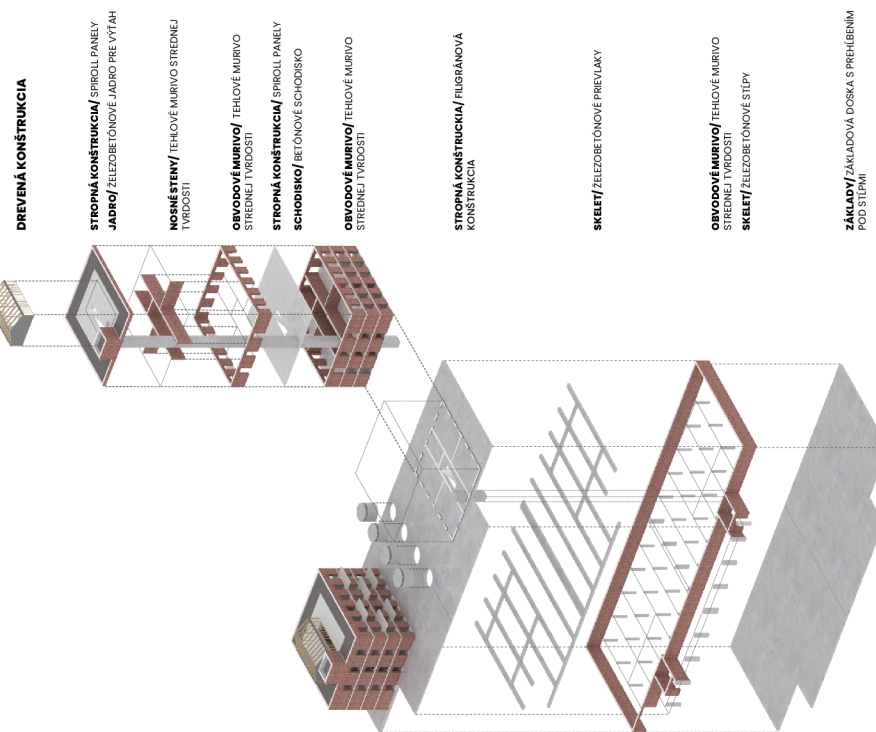 DREVENÁ KONŠTRUKCIA
STROPNÁ KONŠTRUKCIA/ SPIROLL PANELY
JADRO/ ŽELEZOBETÓNOVÉ JADRO PRE VÝŤAH
NOSNÉ STENY/ TEHLOVÉ MURIVO STREDNEJ
TVRDOSTI
OBVODOVÉ MURIVO/ TEHLOVÉ MURIVO
STREDNEJ TVRDOSTI
STROPNÁ KONŠTRUKCIA/ SPIROLL PANELY
SCHODISKO/ BETÓNOVÉ SCHODISKO
OBVODOVÉ MURIVO/ TEHLOVÉ MURIVO
STREDNEJ TVRDOSTI
STROPNÁ KONŠTRUCKIA/ FILIGRÁNOVÁ
KONŠTRUKCIA
SKELET/ ŽELEZOBETÓNOVÉ PRIEVLAKY
OBVODOVÉ MURIVO/ TEHLOVÉ MURIVO
STREDNEJ TVRDOSTI
SKELET/ ŽELEZOBETÓNOVÉ STĹPY
ZÁKLADY/ ZÁKLADOVÁ DOSKA S PREHĹBENÍM
POD STĹPMI